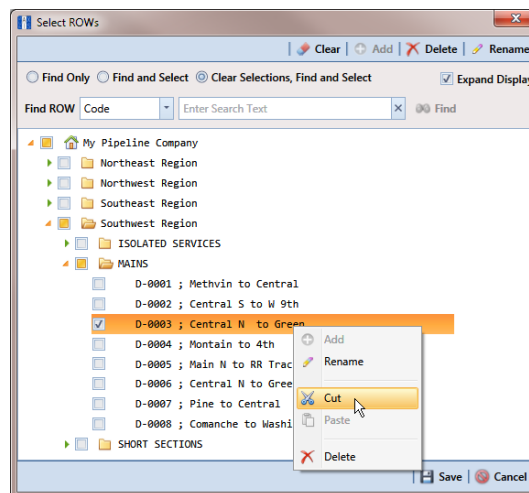 Select ROWs
Clear Add Delete Rename
Find Only Find and Select Clear Selections, Find and Select Expand Display
Find ROW Code Enter Search Text Find
My Pipeline Company
Northeast Region
Northwest Region
Southeast Region
Southwest Region
ISOLATED SERVICES
MAINS
D-0001 ; Methvin to Central
D-0002 ; Central S to W 9th
D-0003 ; Central N to Green
D-0004 ; Montain to 4th
Add
D-0005 ; Main N to RR Trac
Rename
D-0006 ; Central N to Gree
D-0007 ; Pine to Central
Cut
D-0008 ; Comanche to Washi
Paste
SHORT SECTIONS
Delete
Save Cancel